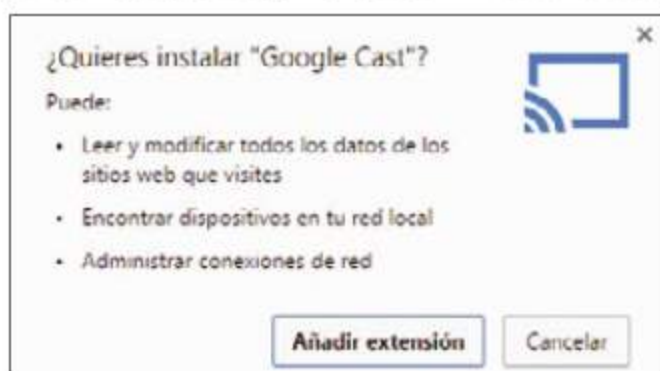 ¿Quieres instalar "Google Cast"?
Puede:
• Leer y modificar todos los datos de los
sitios web que visites
• Encontrar dispositivos en tu red local
• Administrar conexiones de red
Añadir extensión
Cancelar